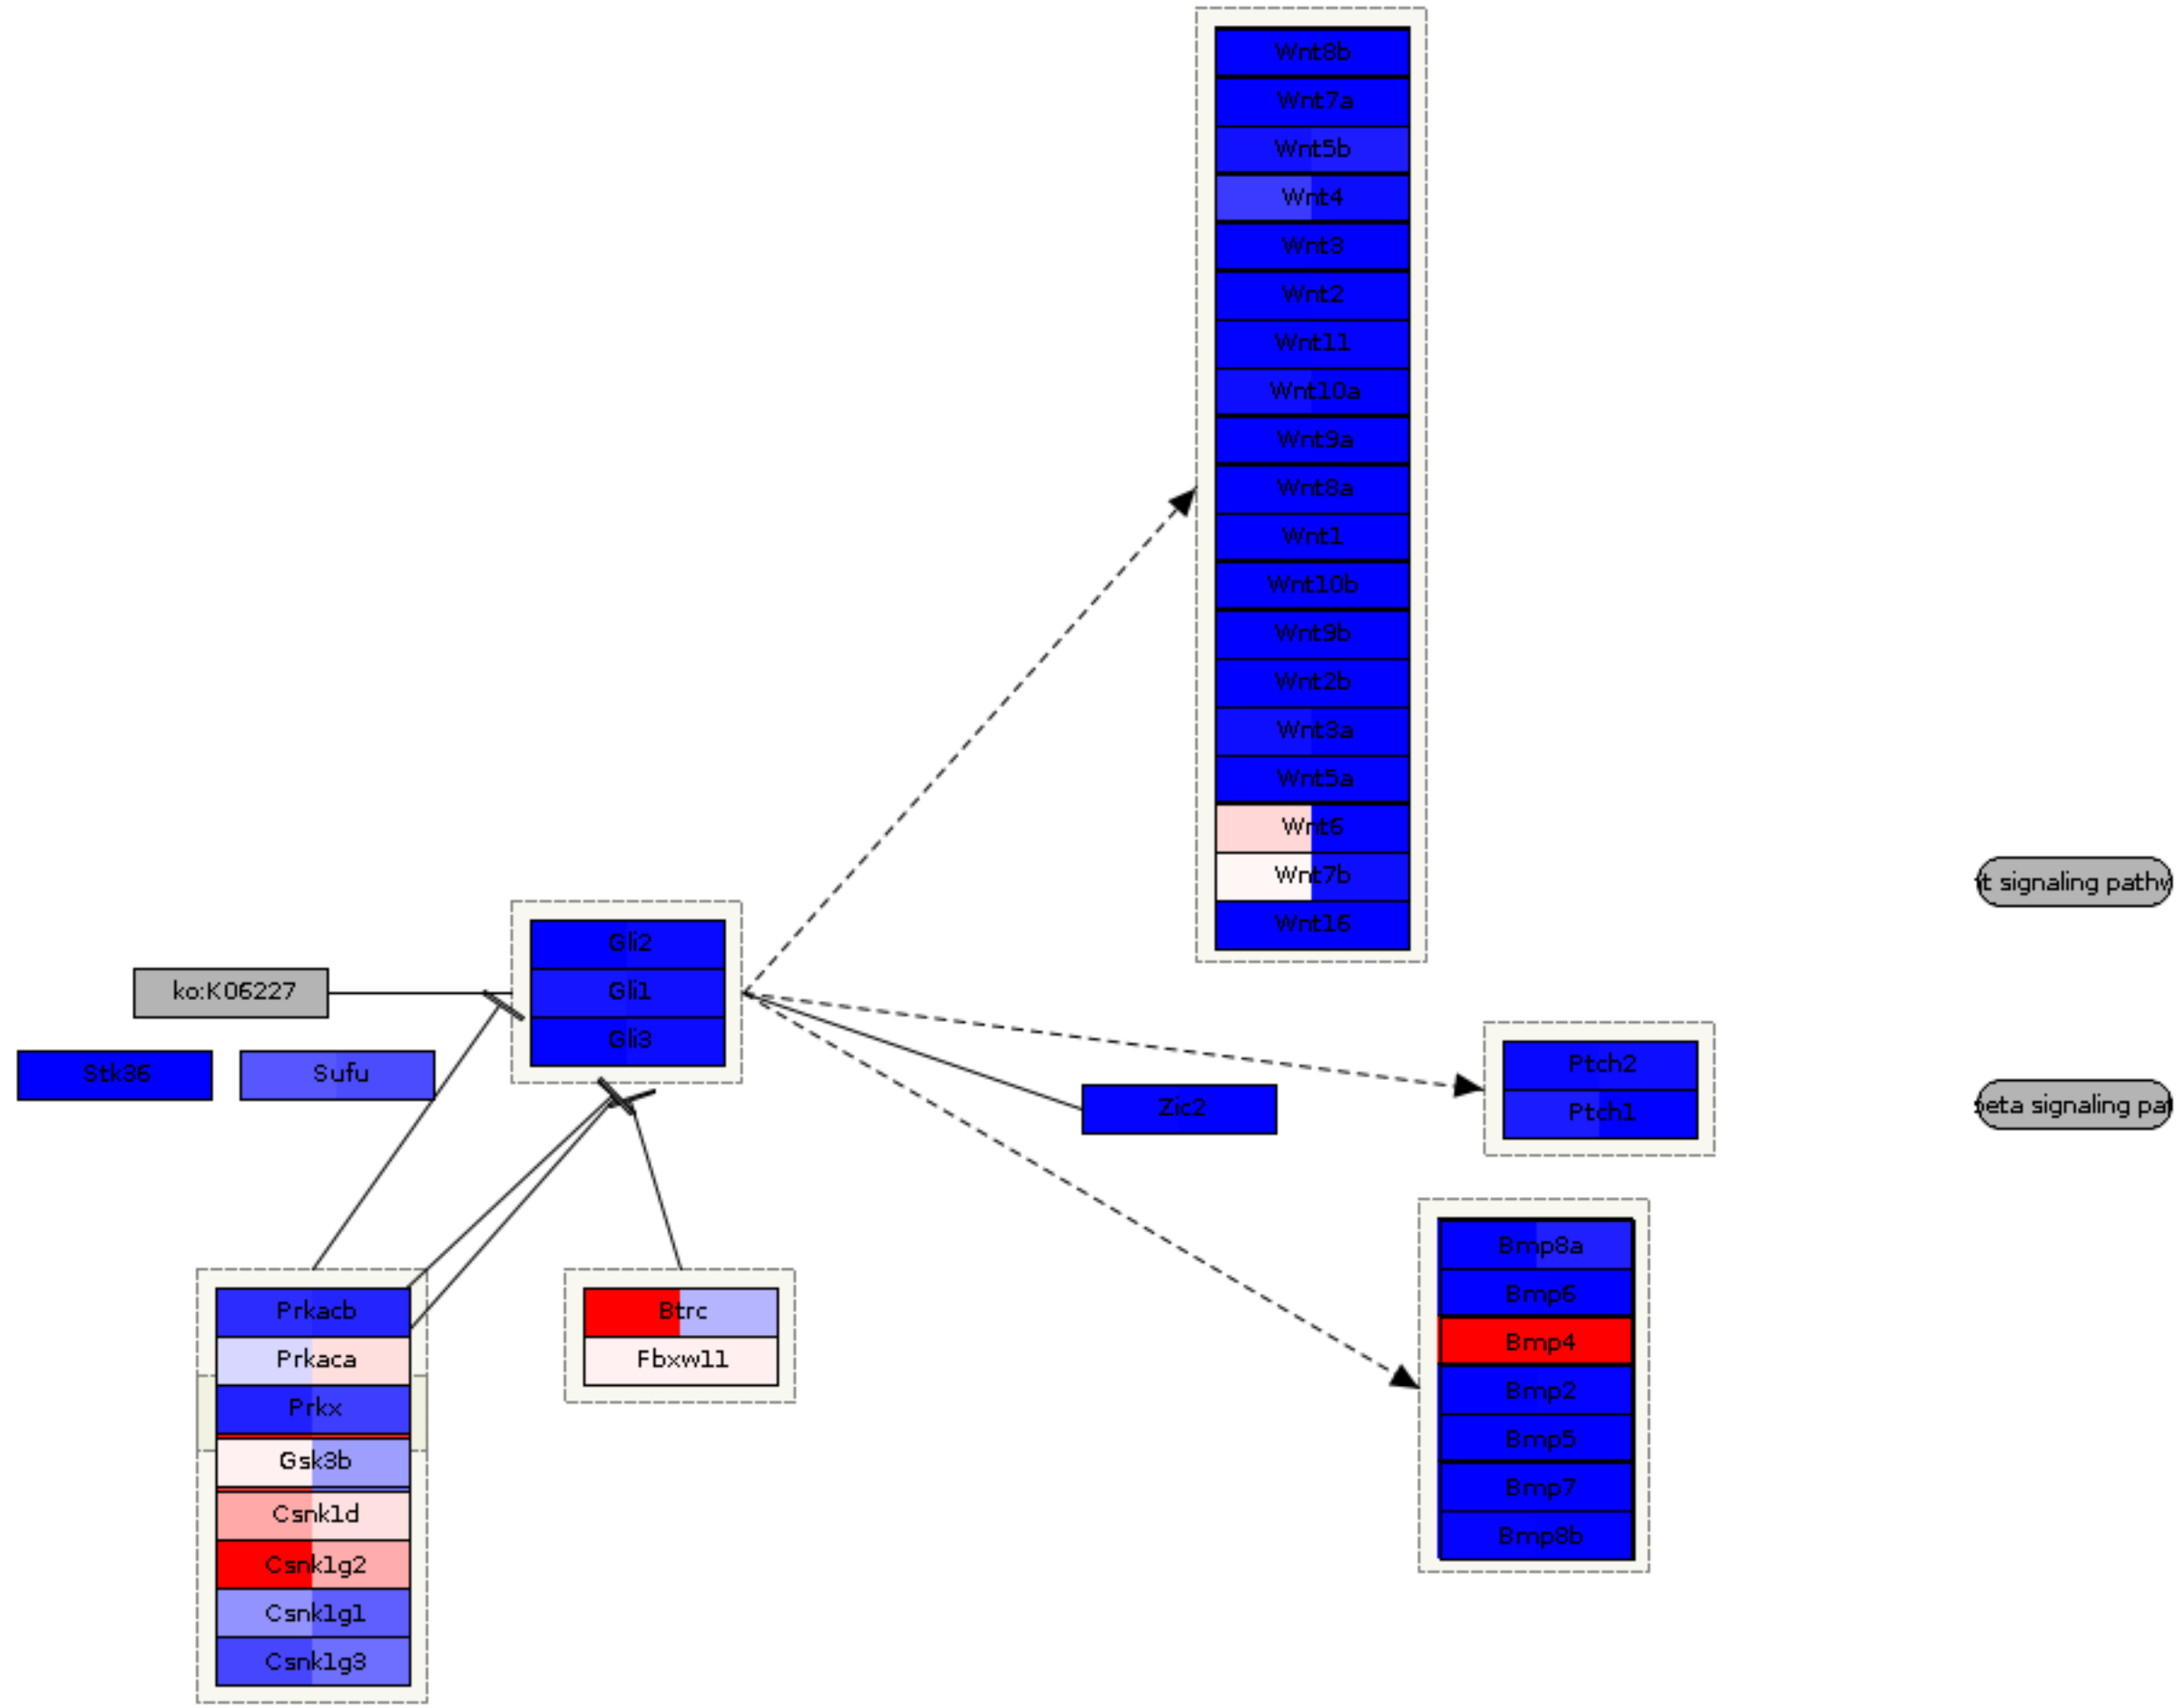 Wnt8b
Wnt7a
Wnt5b
Wnt4
Wnt3
Wnt2
Wnt11
Wnt10a
Wnt9a
Wnt8a
Wnt1
Wnt10b
Wnt9b
Wnt2b
Wnt3a
Wnt5a
Wnt6
Wnt7b
Wnt16
t signaling pathw
Gli2
Gli1
Gli3
ko:K06227
Stk36
Sufu
Zic2
Ptch2
Ptch1
beta signaling pat
Prkacb
Prkaca
Prkx
Gsk3b
Csnk1d
Csnk1g2
Csnk1g1
Csnk1g3
Btrc
Fbxw11
Bmp8a
Bmp6
Bmp4
Bmp2
Bmp5
Bmp7
Bmp8b